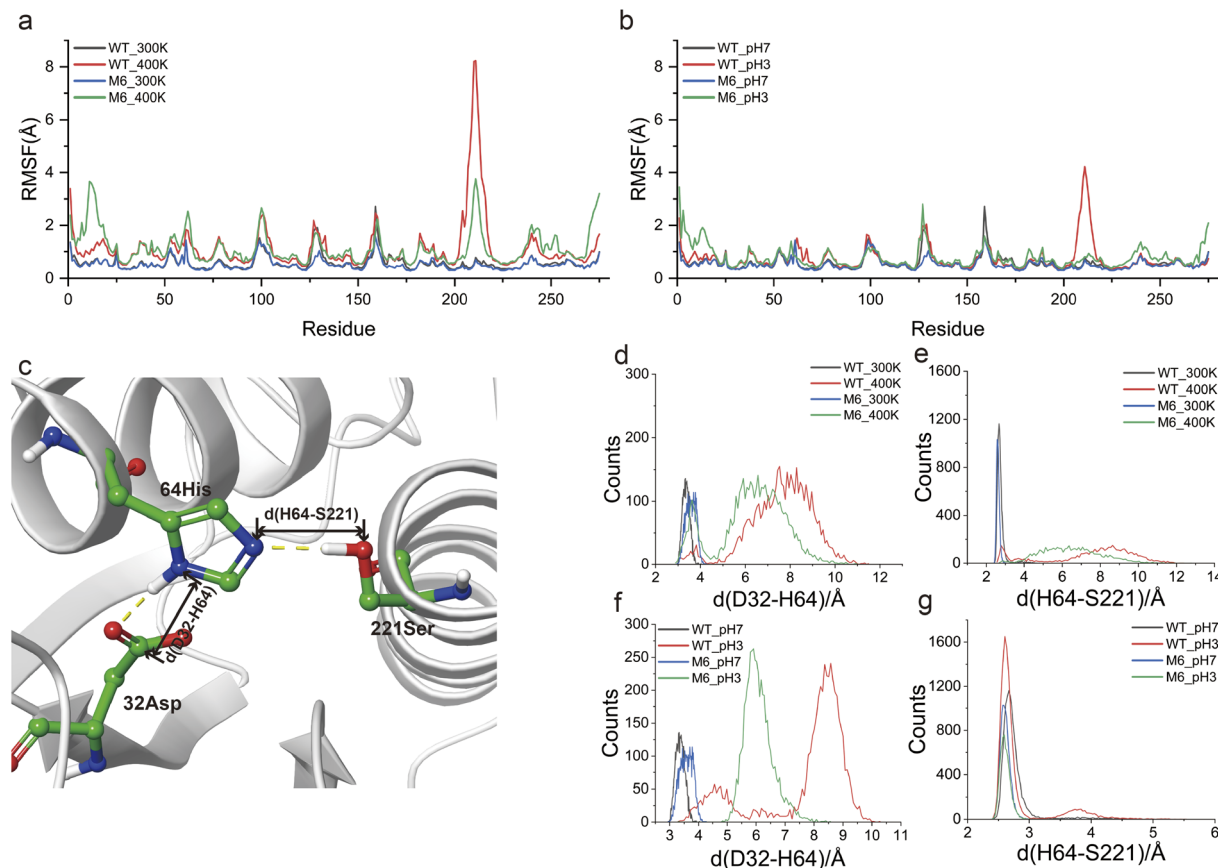 a
WT_300K
WT_400K
M6_300K
M6_400K
RMSF(Å)
8
6
4
2
0
0 50 100 150 200 250
Residue
b
WT_pH7
WT_pH3
M6_pH7
M6_pH3
RMSF(Å)
8
6
4
2
0
0 50 100 150 200 250
Residue
c
64His
d(H64-S221)
d(D32-H64)
221Ser
32Asp
d
WT_300K
WT_400K
M6_300K
M6_400K
Counts
300
200
100
0
2 4 6 8 10 12
d(D32-H64)/Å
e
WT_300K
WT_400K
M6_300K
M6_400K
Counts
1600
1200
800
400
0
2 4 6 8 10 12 14
d(H64-S221)/Å
f
WT_pH7
WT_pH3
M6_pH7
M6_pH3
Counts
300
250
200
150
100
50
0
3 4 5 6 7 8 9 10 11
d(D32-H64)/Å
g
WT_pH7
WT_pH3
M6_pH7
M6_pH3
Counts
1600
1200
800
400
0
2 3 4 5 6
d(H64-S221)/Å